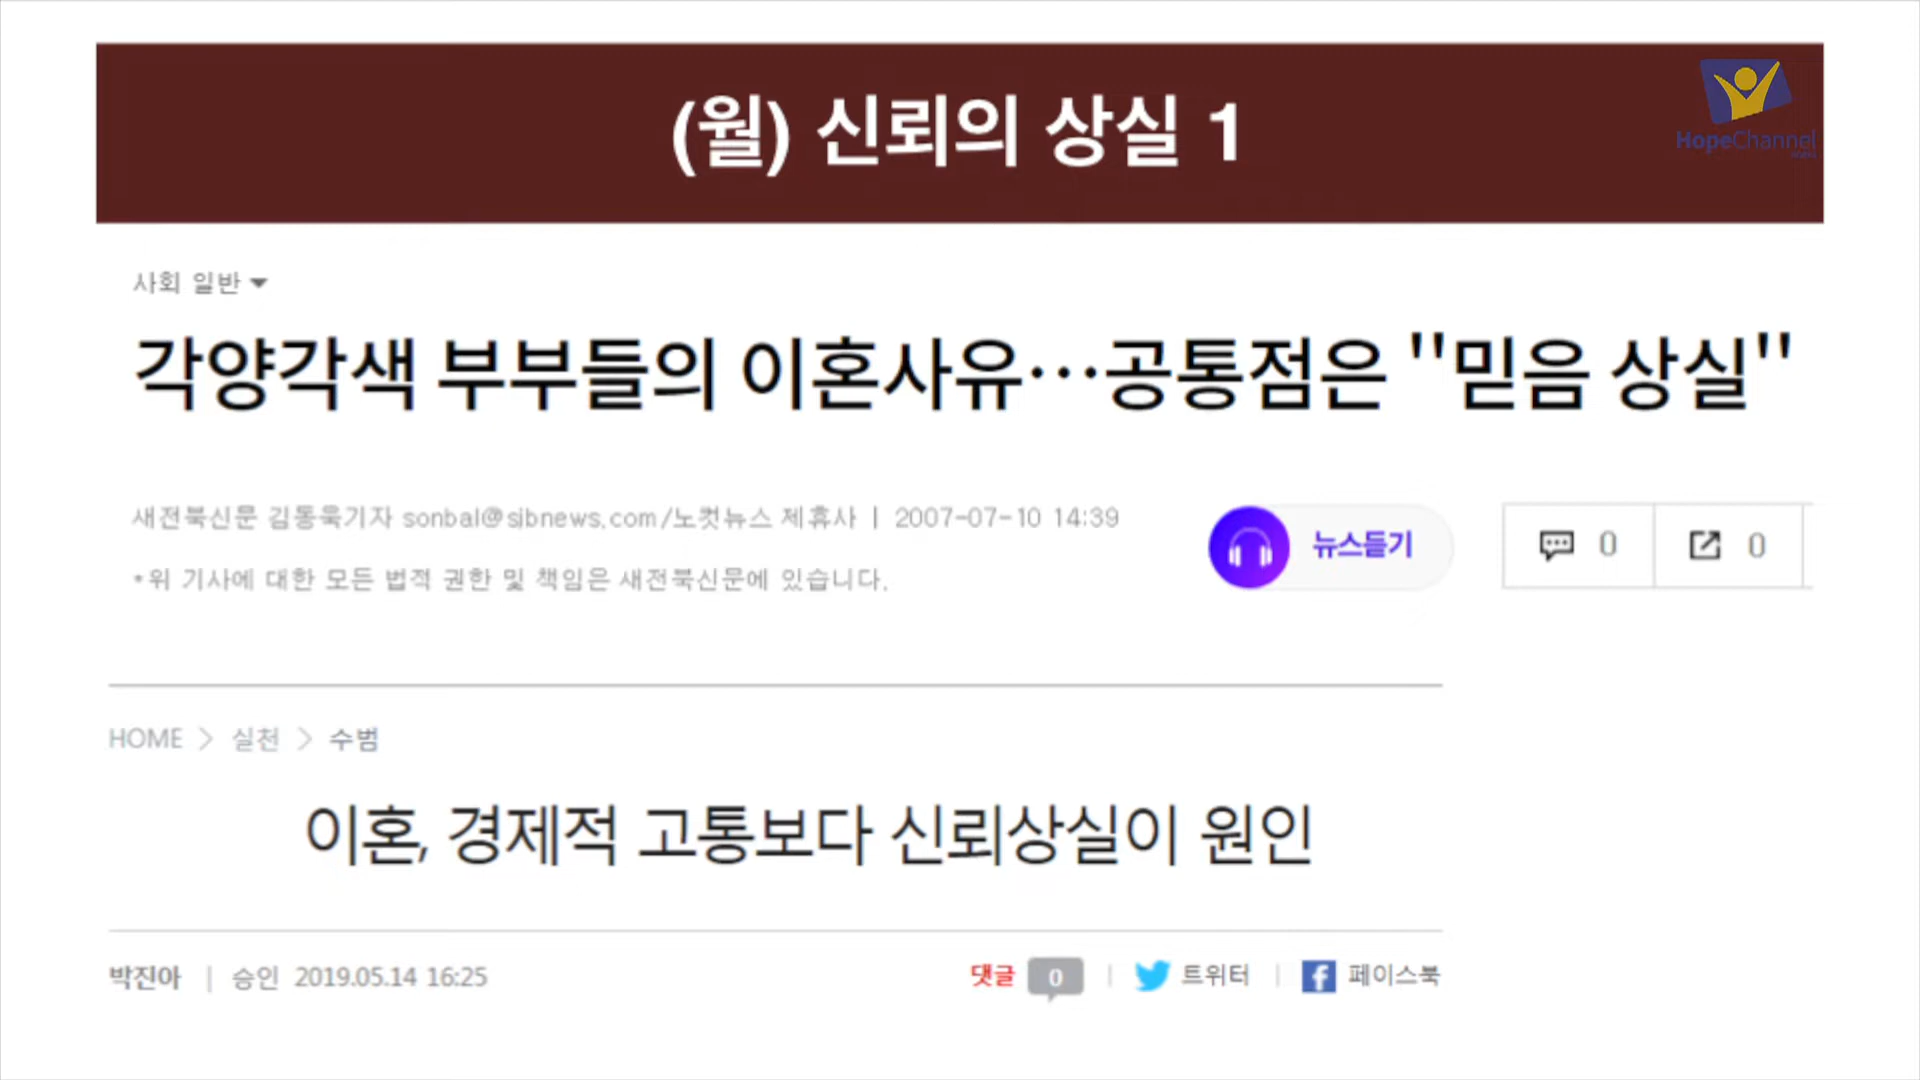 (월) 신뢰의 상실 1
HopeChannel
사회 일반
각양각색 부부들의 이혼사유…공통점은 "믿음 상실"
새전북신문 김동욱기자 sonbal@sjbnews.com/노컷뉴스 제휴사 | 2007-07-10 14:39
뉴스듣기
0
0
*위 기사에 대한 모든 법적 권한 및 책임은 새전북신문에 있습니다.
HOME > 실천 > 수범
이혼, 경제적 고통보다 신뢰상실이 원인
박진아 | 승인 2019.05.14 16:25
댓글 0 | 트위터 | 페이스북